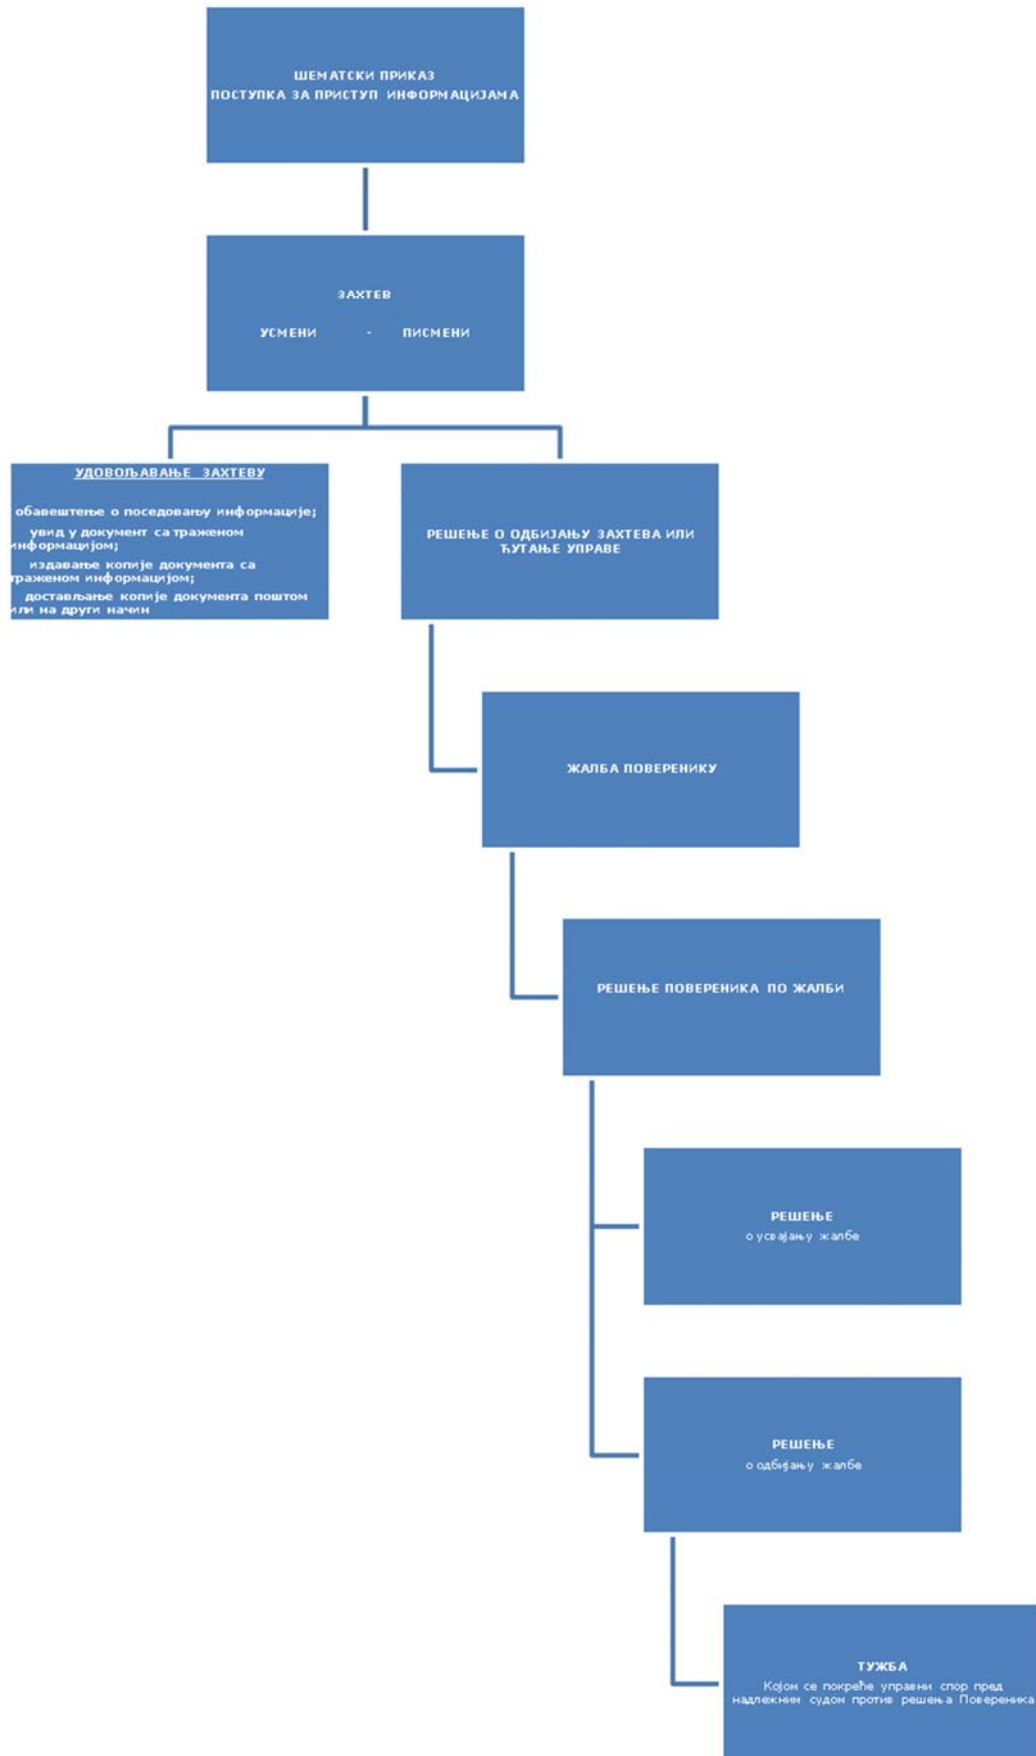 ШЕМАТСКИ ПРИКАЗ
ПОСТУПКА ЗА ПРИСТУП ИНФОРМАЦИЈАМА
ЗАХТЕВ
УСМЕНИ - ПИСМЕНИ
УДОВОЉАВАЊЕ ЗАХТЕВУ
обавештење о поседовању информације;
увид у документ са траженом
информацијом;
издавање копије документа са
траженом информацијом;
достављање копије документа поштом
или на други начин
РЕШЕЊЕ О ОДБИЈАЊУ ЗАХТЕВА ИЛИ
ЋУТАЊЕ УПРАВЕ
ЖАЛБА ПОВЕРЕНИКУ
РЕШЕЊЕ ПОВЕРЕНИКА ПО ЖАЛБИ
РЕШЕЊЕ
о усвајању жалбе
РЕШЕЊЕ
о одбијању жалбе
ТУЖБА
Којом се покреће управни спор пред
надлежним судом против решења Повереника